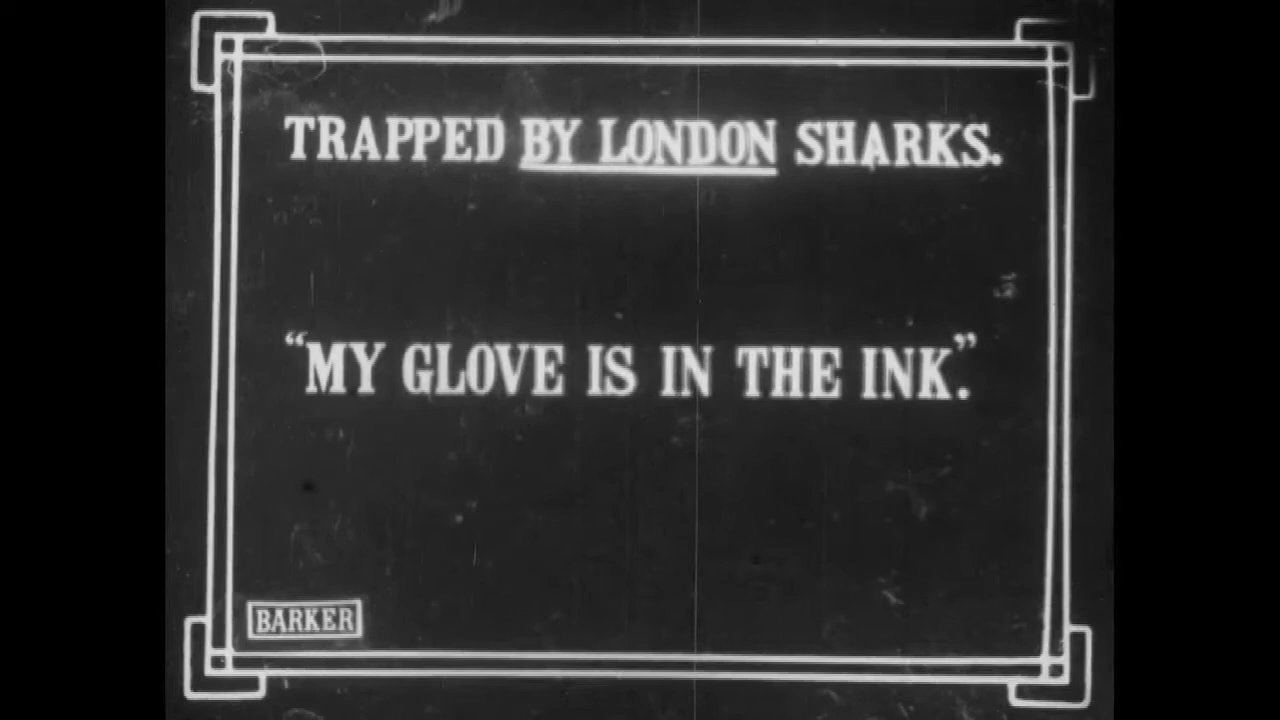 TRAPPED BY LONDON SHARKS.
“MY GLOVE IS IN THE INK.”
BARKER